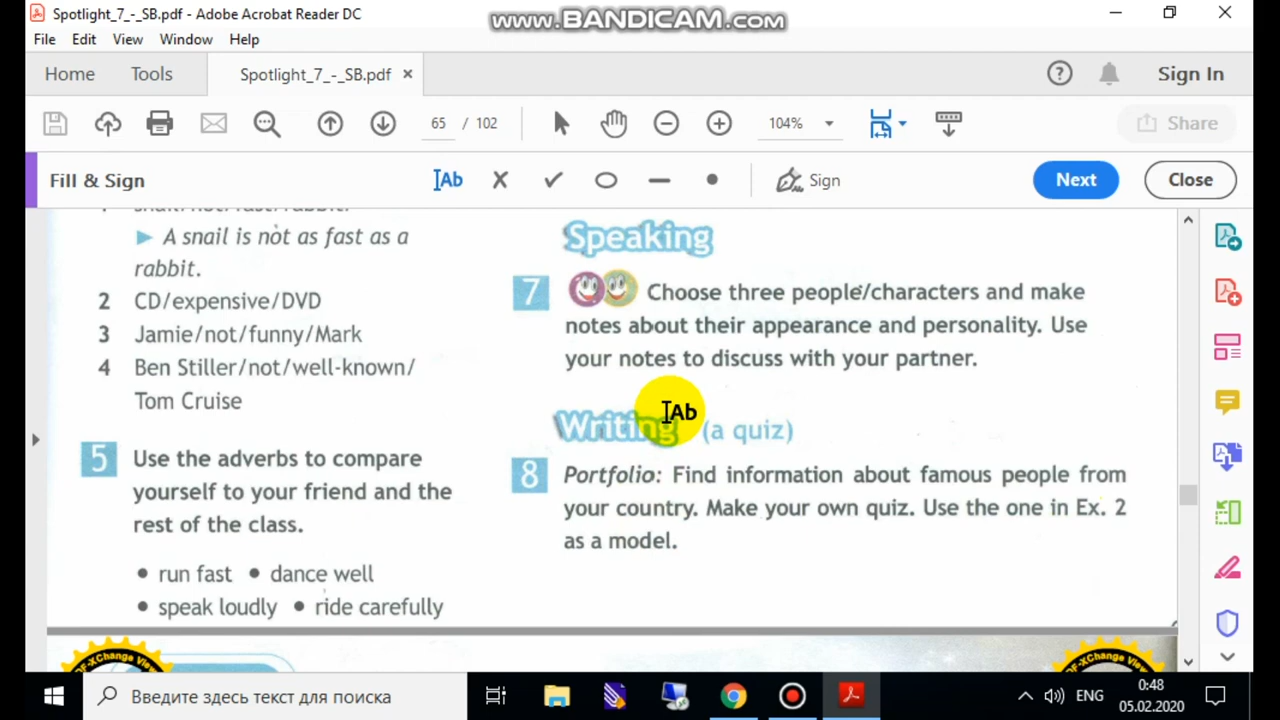 Spotlight_7_-_SB.pdf - Adobe Acrobat Reader DC
www.BANDICAM.com
File Edit View Window Help
Home Tools Spotlight_7_-_SB.pdf × Sign In
65 / 102 104% Share
Fill & Sign Ab Sign Next Close
snail/not/fast/rabbit.
▶ A snail is not as fast as a
rabbit.
2 CD/expensive/DVD
3 Jamie/not/funny/Mark
4 Ben Stiller/not/well-known/
Tom Cruise
5 Use the adverbs to compare
yourself to your friend and the
rest of the class.
• run fast • dance well
• speak loudly • ride carefully
Speaking
7 Choose three people/characters and make
notes about their appearance and personality. Use
your notes to discuss with your partner.
Ab
Writing (a quiz)
8 Portfolio: Find information about famous people from
your country. Make your own quiz. Use the one in Ex. 2
as a model.
Введите здесь текст для поиска
ENG
0:48
05.02.2020